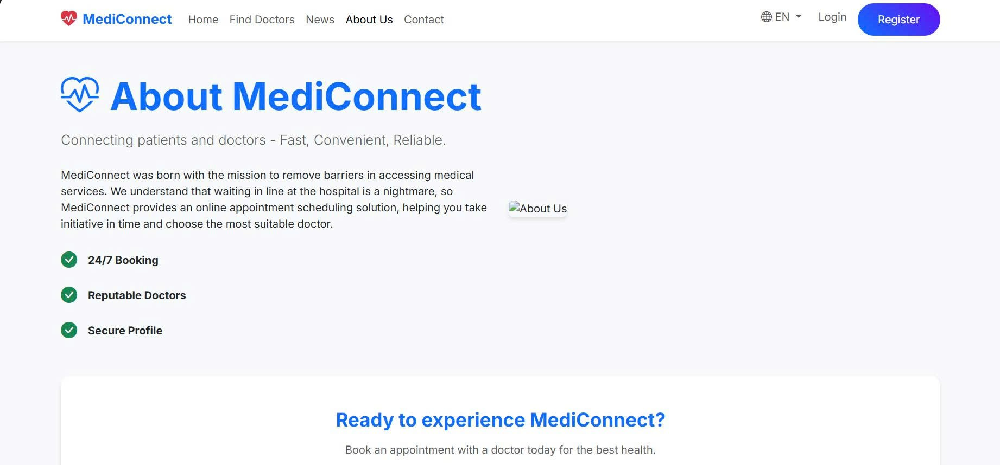 MediConnect Home Find Doctors News About Us Contact EN Login Register
About MediConnect
Connecting patients and doctors - Fast, Convenient, Reliable.
MediConnect was born with the mission to remove barriers in accessing medical
services. We understand that waiting in line at the hospital is a nightmare, so
MediConnect provides an online appointment scheduling solution, helping you take
initiative in time and choose the most suitable doctor.
About Us
24/7 Booking
Reputable Doctors
Secure Profile
Ready to experience MediConnect?
Book an appointment with a doctor today for the best health.